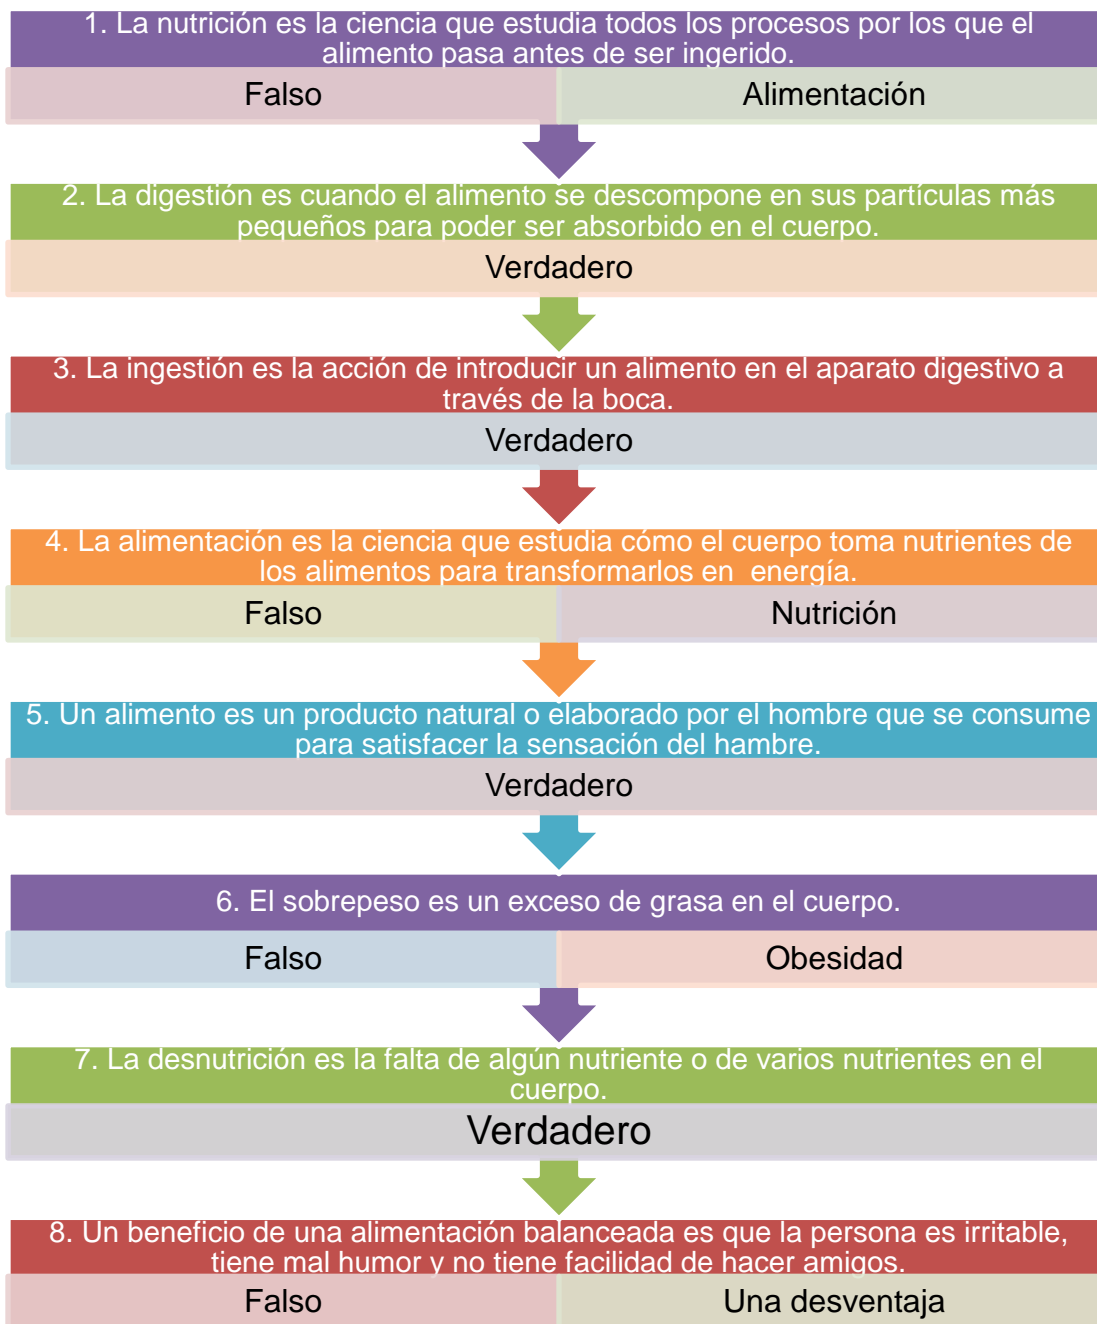 1. La nutrición es la ciencia que estudia todos los procesos por los que el
alimento pasa antes de ser ingerido.
Falso
Alimentación
2. La digestión es cuando el alimento se descompone en sus partículas más
pequeños para poder ser absorbido en el cuerpo.
Verdadero
3. La ingestión es la acción de introducir un alimento en el aparato digestivo a
través de la boca.
Verdadero
4. La alimentación es la ciencia que estudia cómo el cuerpo toma nutrientes de
los alimentos para transformarlos en energía.
Falso
Nutrición
5. Un alimento es un producto natural o elaborado por el hombre que se consume
para satisfacer la sensación del hambre.
Verdadero
6. El sobrepeso es un exceso de grasa en el cuerpo.
Falso
Obesidad
7. La desnutrición es la falta de algún nutriente o de varios nutrientes en el
cuerpo.
Verdadero
8. Un beneficio de una alimentación balanceada es que la persona es irritable,
tiene mal humor y no tiene facilidad de hacer amigos.
Falso
Una desventaja